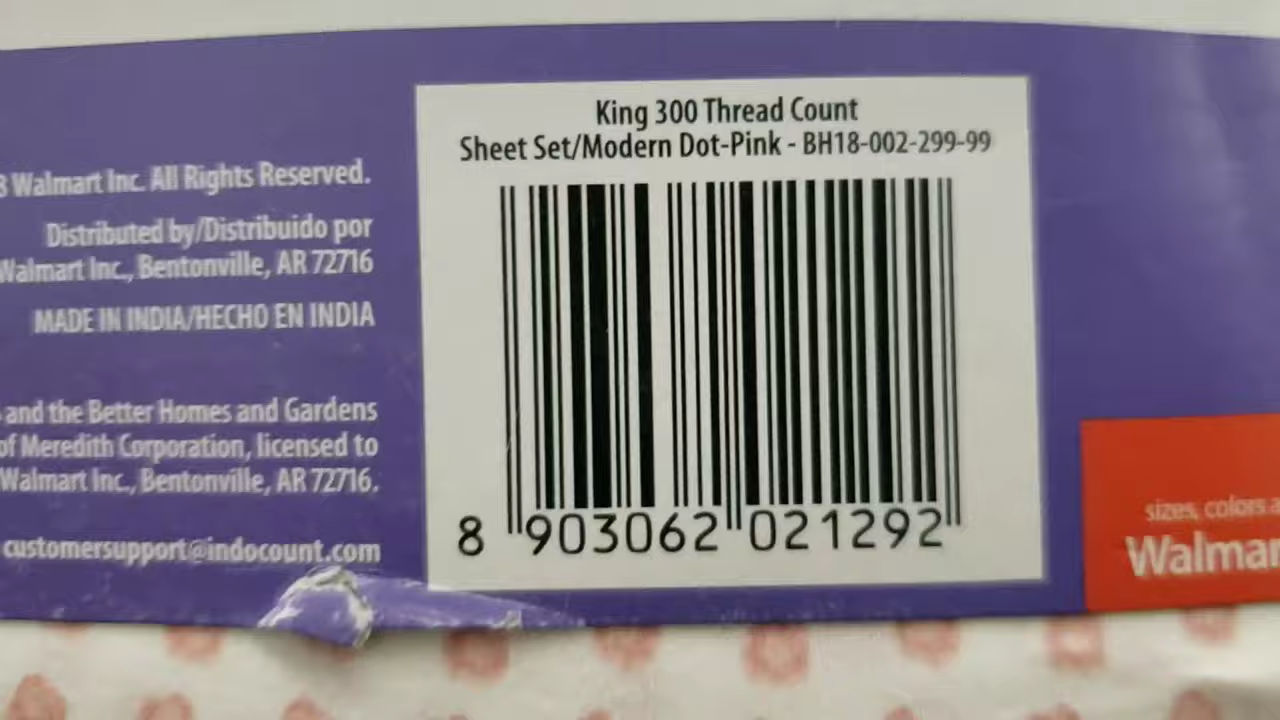 King 300 Thread Count
Sheet Set/Modern Dot-Pink - BH18-002-299-99
8 903062 021292
8 Walmart Inc. All Rights Reserved.
Distributed by/Distribuido por
Walmart Inc., Bentonville, AR 72716
MADE IN INDIA/HECHO EN INDIA
and the Better Homes and Gardens
of Meredith Corporation, licensed to
Walmart Inc., Bentonville, AR 72716.
customersupport@indocount.com
sizes, colors a
Walmar